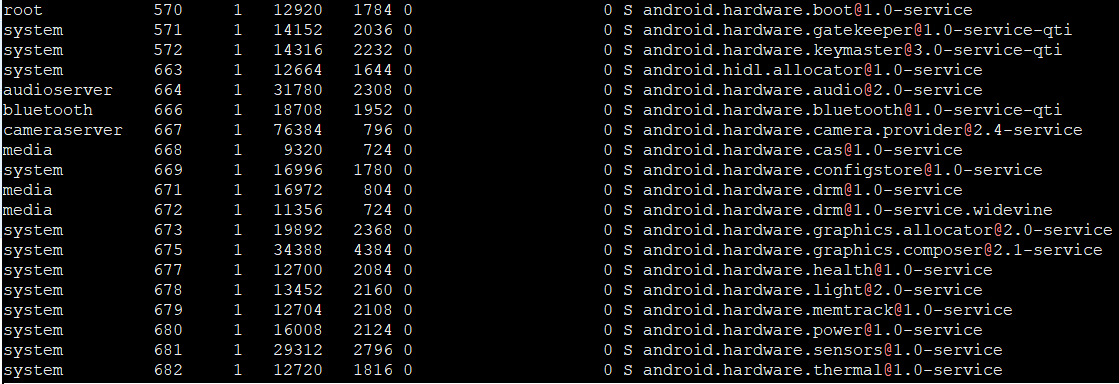 root 570 1 12920 1784 0 0 S android.hardware.boot@1.0-service
system 571 1 14152 2036 0 0 S android.hardware.gatekeeper@1.0-service-qti
system 572 1 14316 2232 0 0 S android.hardware.keymaster@3.0-service-qti
system 663 1 12664 1644 0 0 S android.hidl.allocator@1.0-service
audioserver 664 1 31780 2308 0 0 S android.hardware.audio@2.0-service
bluetooth 666 1 18708 1952 0 0 S android.hardware.bluetooth@1.0-service-qti
cameraserver 667 1 76384 796 0 0 S android.hardware.camera.provider@2.4-service
media 668 1 9320 724 0 0 S android.hardware.cas@1.0-service
system 669 1 16996 1780 0 0 S android.hardware.configstore@1.0-service
media 671 1 16972 804 0 0 S android.hardware.drm@1.0-service
media 672 1 11356 724 0 0 S android.hardware.drm@1.0-service.widevine
system 673 1 19892 2368 0 0 S android.hardware.graphics.allocator@2.0-service
system 675 1 34388 4384 0 0 S android.hardware.graphics.composer@2.1-service
system 677 1 12700 2084 0 0 S android.hardware.health@1.0-service
system 678 1 13452 2160 0 0 S android.hardware.light@2.0-service
system 679 1 12704 2108 0 0 S android.hardware.memtrack@1.0-service
system 680 1 16008 2124 0 0 S android.hardware.power@1.0-service
system 681 1 29312 2796 0 0 S android.hardware.sensors@1.0-service
system 682 1 12720 1816 0 0 S android.hardware.thermal@1.0-service